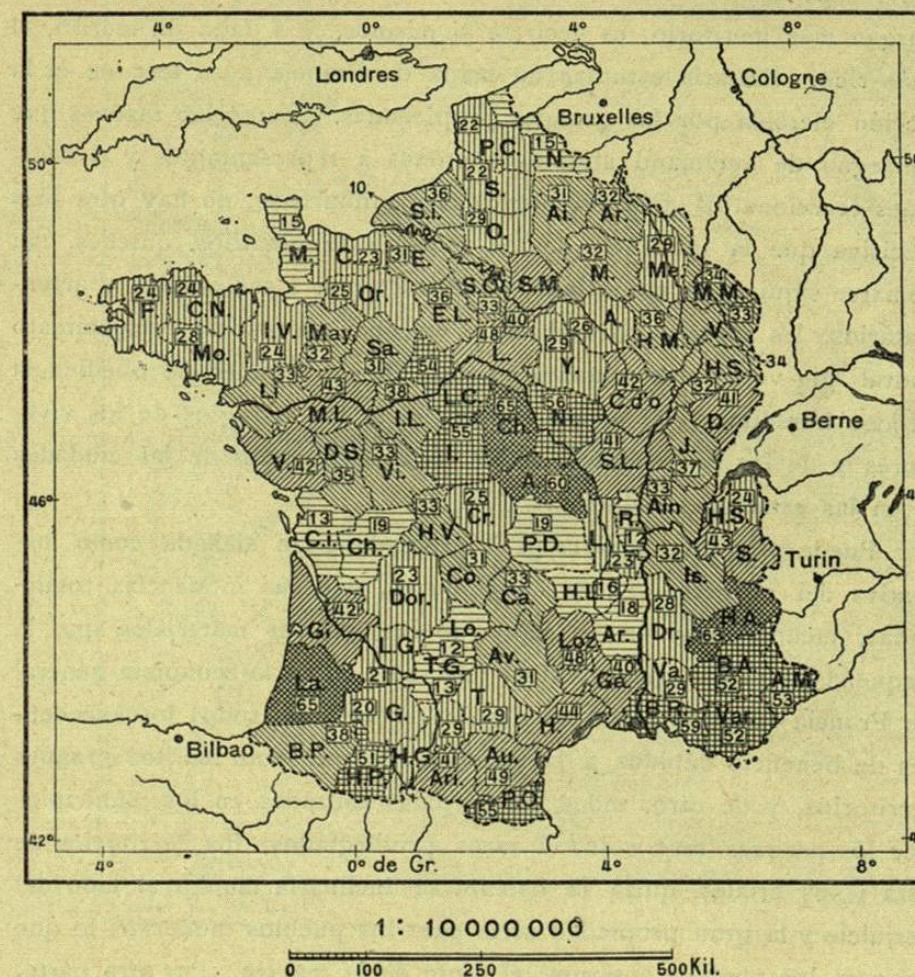 4° 0° 4° 8°
Londres
Cologne
Bruxelles
50°
22 P.C. 15 N.
10 36 S.i. 22 S. 31 Ai. 32 Ar.
29 O.
15 M. C. 23 31 E. 32 M. 26 Me.
25 Or. S.O. S.M. 34 M.M.
24 F. 24 C.N. 36 E.L. 33 40 26 A. 36 H.M. V. 33
28 Mo. I.V. 24 May. 32 Sa. 31 48 L. 29 Y. H.S. 34
33 L.I. 43 38 54 42 C.d'o 32 41 D.
M.L. I.L. L.C. 65 Ch. 56 Ni. Berne
V. 42 D.S. 35 33 Vi. 55 I. 41 S.L. J. 37
46° A. 60 33 Ain 24 H.S.
13 C.i. 19 Ch. 33 H.V. 25 Cr. 19 P.D. R. 12 L. 23 43 S.
32 Is. Turin
23 Dor. 31 Co. 33 Ca. H.L. 16 18 Ar. 28 Dr. H.A. 63
42 Gi. L.G. 21 Lo. 12 T.G. Av. 31 Loz 48 40 Ga. Va. 29 B.A. 52 A.M. 53
La. 65 20 G. 13 T. 29 H. 44 B.R. 59 Var. 52
Bilbao B.P. 38 51 H.P. H.G. 29 41 Ari. Au. 49
55 P.O.
42°
4° 0° de Gr. 4° 8°
1 : 10 000 000
0 100 250 500 Kil.